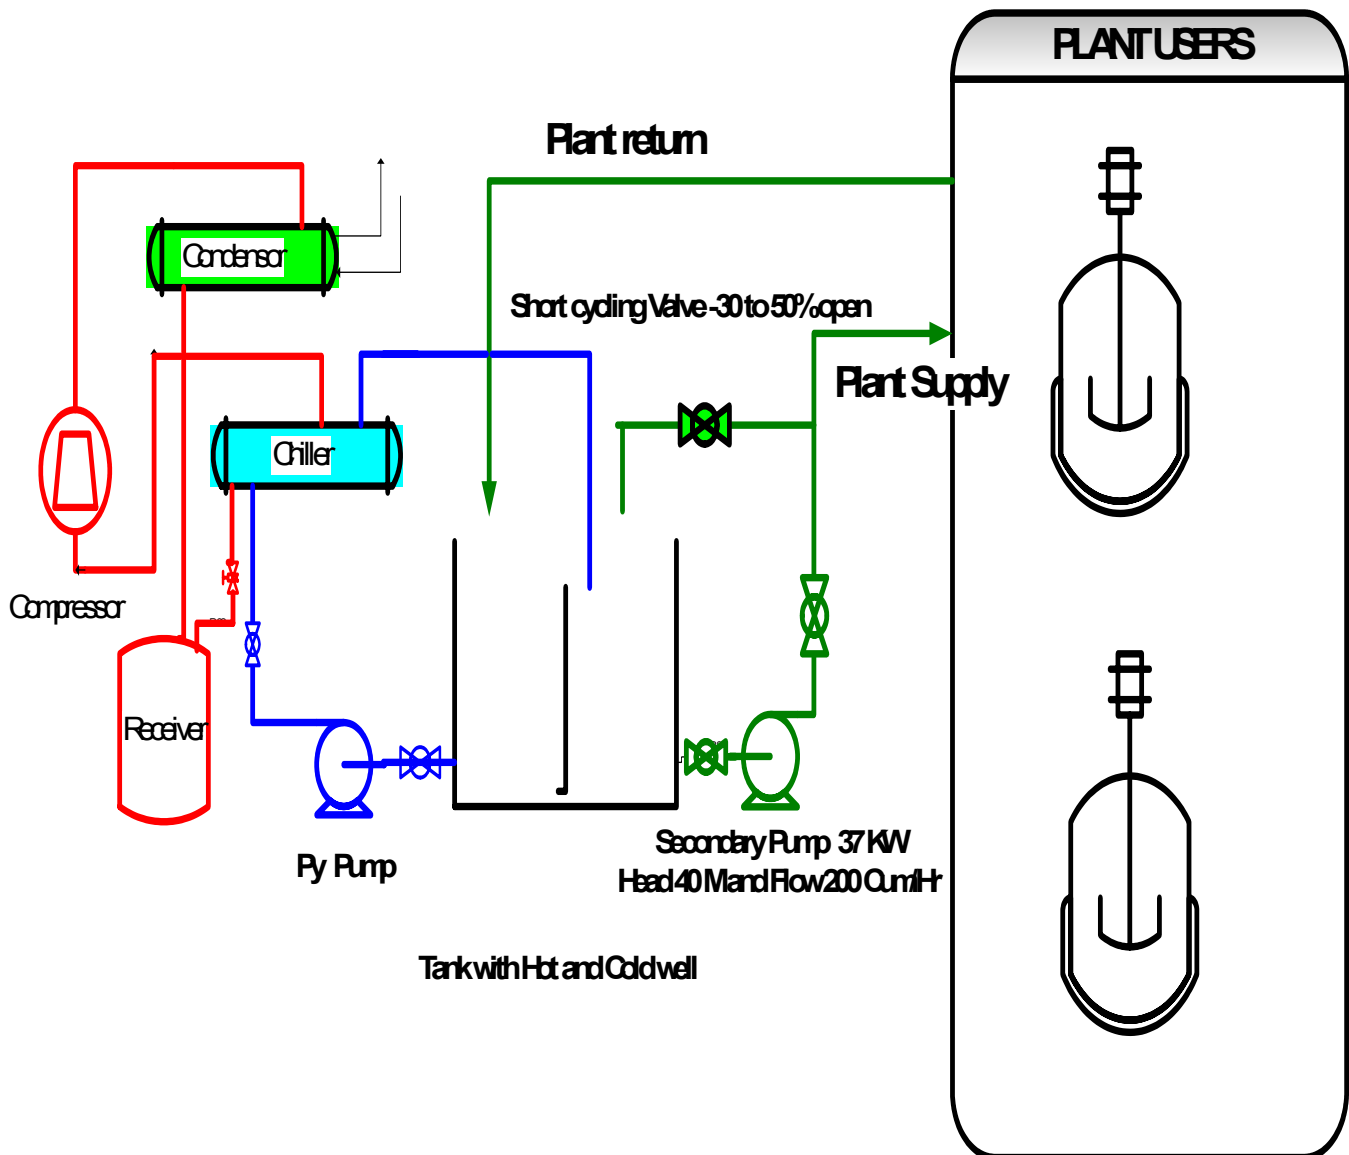 PLANT USERS
Plant return
Condensor
Short cycling Valve -30 to 50% open
Plant Supply
Chiller
Compressor
Receiver
Secondary Pump 37 KW
Head 40 M and Flow 200 Cum/Hr
Py Pump
Tank with Hot and Cold well